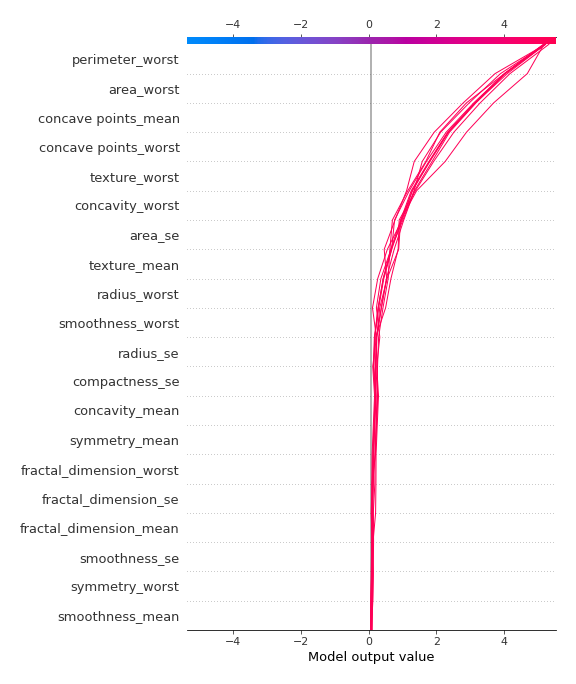 −4 −2 0 2 4
perimeter_worst
area_worst
concave points_mean
concave points_worst
texture_worst
concavity_worst
area_se
texture_mean
radius_worst
smoothness_worst
radius_se
compactness_se
concavity_mean
symmetry_mean
fractal_dimension_worst
fractal_dimension_se
fractal_dimension_mean
smoothness_se
symmetry_worst
smoothness_mean
−4 −2 0 2 4
Model output value